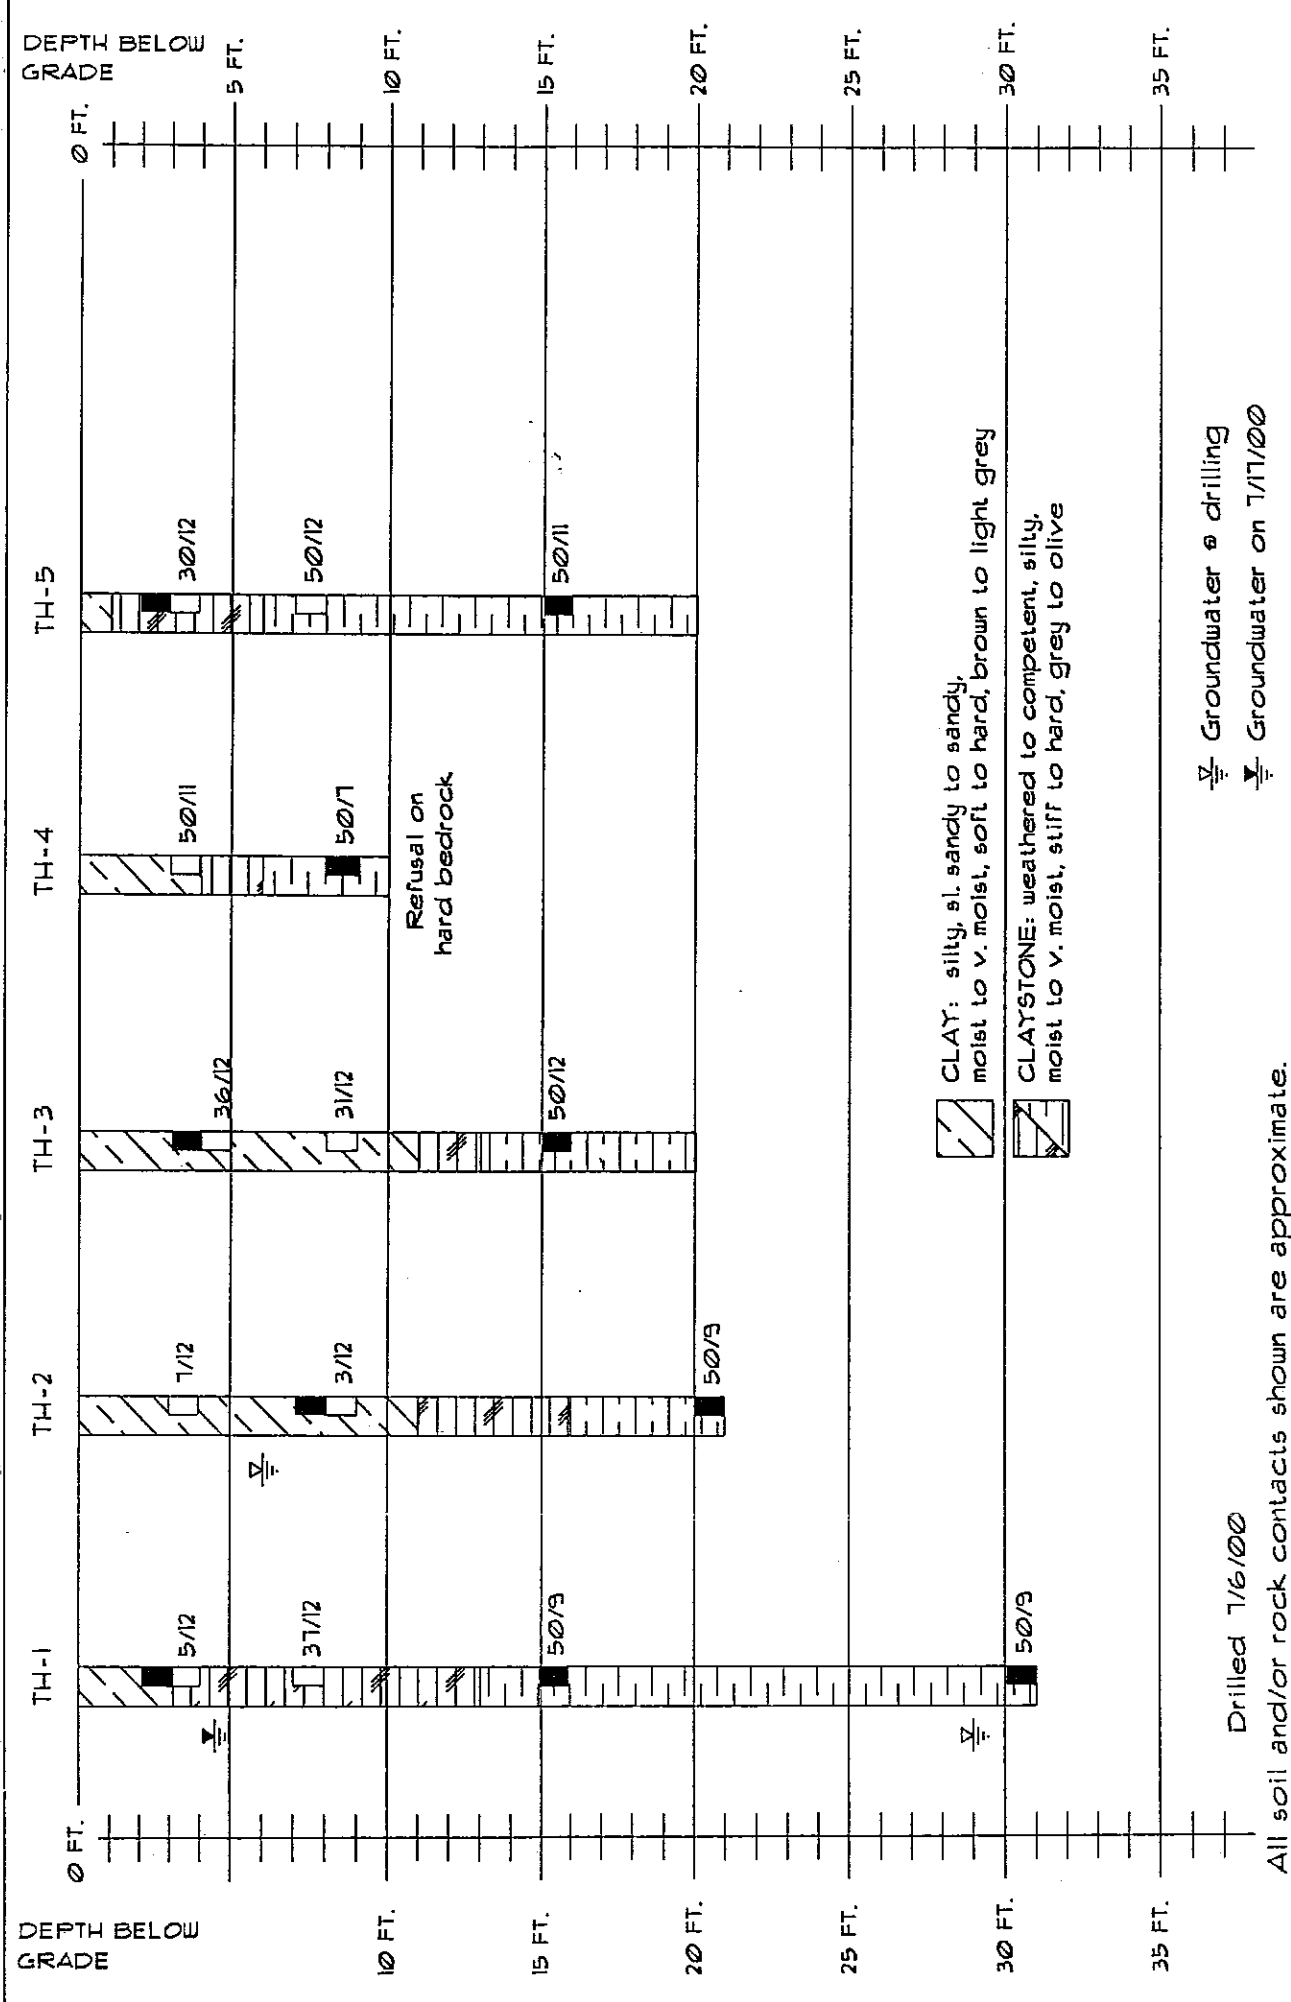 DEPTH BELOW
GRADE
0 FT.
10 FT.
15 FT.
20 FT.
25 FT.
30 FT.
35 FT.
TH-1
5/12
37/12
50/9
50/9
TH-2
7/12
3/12
50/9
TH-3
36/12
31/12
50/12
TH-4
50/11
50/7
Refusal on
hard bedrock
TH-5
30/12
50/12
50/11
DEPTH BELOW
GRADE
0 FT.
5 FT.
10 FT.
15 FT.
20 FT.
25 FT.
30 FT.
35 FT.
CLAY: silty, sl. sandy to sandy,
moist to v. moist, soft to hard, brown to light grey
CLAYSTONE: weathered to competent, silty,
moist to v. moist, stiff to hard, grey to olive
Groundwater @ drilling
Groundwater on 7/17/00
Drilled 7/6/00
All soil and/or rock contacts shown are approximate.